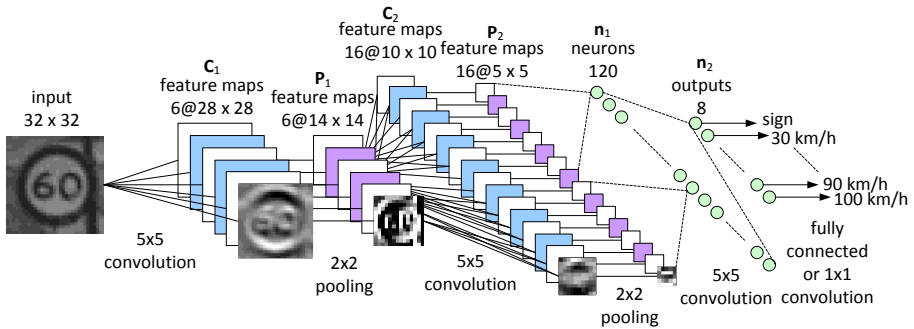 input
32 x 32
60
C1
feature maps
6@28 x 28
60
P1
feature maps
6@14 x 14
60
C2
feature maps
16@10 x 10
P2
feature maps
16@5 x 5
n1
neurons
120
n2
outputs
8
sign
30 km/h
90 km/h
100 km/h
5x5
convolution
2x2
pooling
5x5
convolution
2x2
pooling
5x5
convolution
fully
connected
or 1x1
convolution